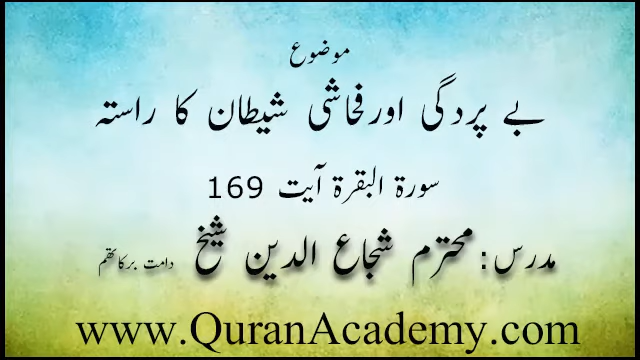 موضوع
بے پردگی اور فحاشی شیطان کا راستہ
سورۃ البقرۃ آیت 169
مدرس: محترم شجاع الدین شیخ دامت برکاتہم
www.QuranAcademy.com